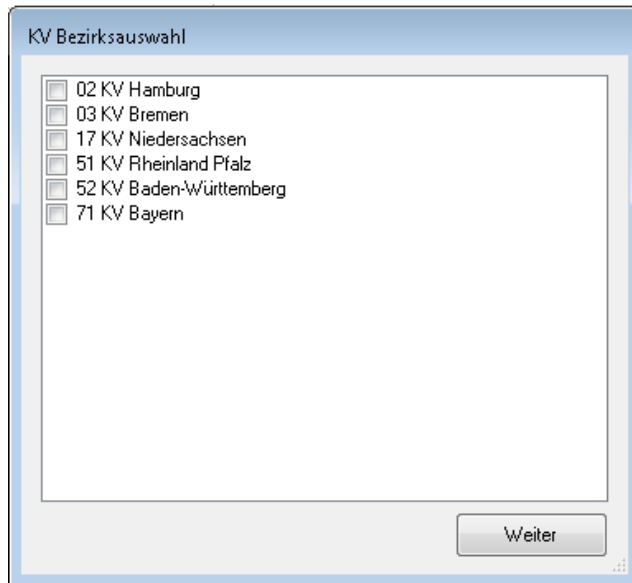 KV Bezirksauswahl
02 KV Hamburg
03 KV Bremen
17 KV Niedersachsen
51 KV Rheinland Pfalz
52 KV Baden-Württemberg
71 KV Bayern
Weiter